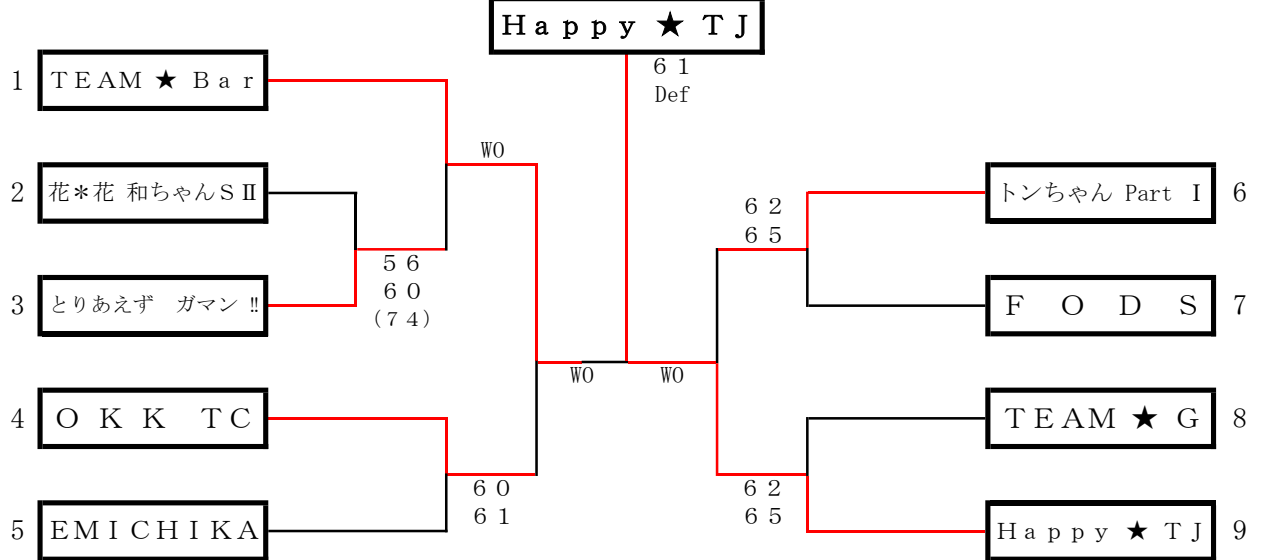 Ｈａｐｐｙ ★ ＴＪ
６１
Def
1 ＴＥＡＭ ★ Ｂａｒ
WO
2 花＊花 和ちゃんＳⅡ
５６
６０
（７４）
3 とりあえず　ガマン ‼
WO
4 Ｏ Ｋ Ｋ　ＴＣ
６０
６１
5 ＥＭＩＣＨＩＫＡ
トンちゃん Part Ⅰ 6
６２
６５
Ｆ　Ｏ　Ｄ　Ｓ 7
WO
ＴＥＡＭ ★ Ｇ 8
６２
６５
Ｈａｐｐｙ ★ ＴＪ 9